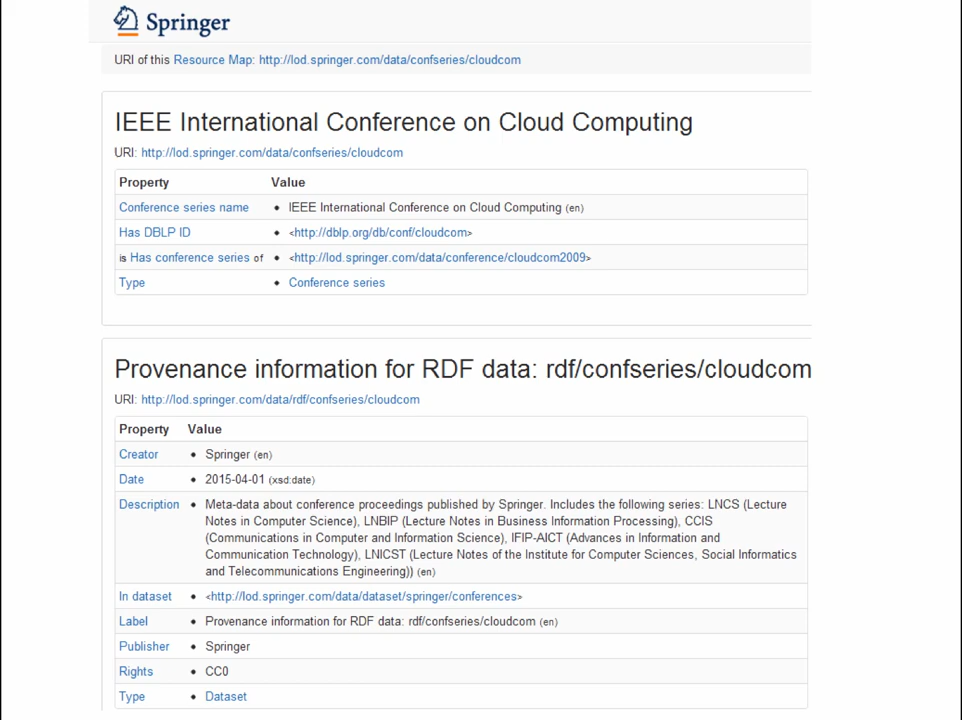 Springer
URI of this Resource Map: http://lod.springer.com/data/confseries/cloudcom
IEEE International Conference on Cloud Computing
URI: http://lod.springer.com/data/confseries/cloudcom
Property Value
Conference series name • IEEE International Conference on Cloud Computing (en)
Has DBLP ID • <http://dblp.org/db/conf/cloudcom>
is Has conference series of • <http://lod.springer.com/data/conference/cloudcom2009>
Type • Conference series
Provenance information for RDF data: rdf/confseries/cloudcom
URI: http://lod.springer.com/data/rdf/confseries/cloudcom
Property Value
Creator • Springer (en)
Date • 2015-04-01 (xsd:date)
Description • Meta-data about conference proceedings published by Springer. Includes the following series: LNCS (Lecture
Notes in Computer Science), LNBIP (Lecture Notes in Business Information Processing), CCIS
(Communications in Computer and Information Science), IFIP-AICT (Advances in Information and
Communication Technology), LNICST (Lecture Notes of the Institute for Computer Sciences, Social Informatics
and Telecommunications Engineering)) (en)
In dataset • <http://lod.springer.com/data/dataset/springer/conferences>
Label • Provenance information for RDF data: rdf/confseries/cloudcom (en)
Publisher • Springer
Rights • CC0
Type • Dataset